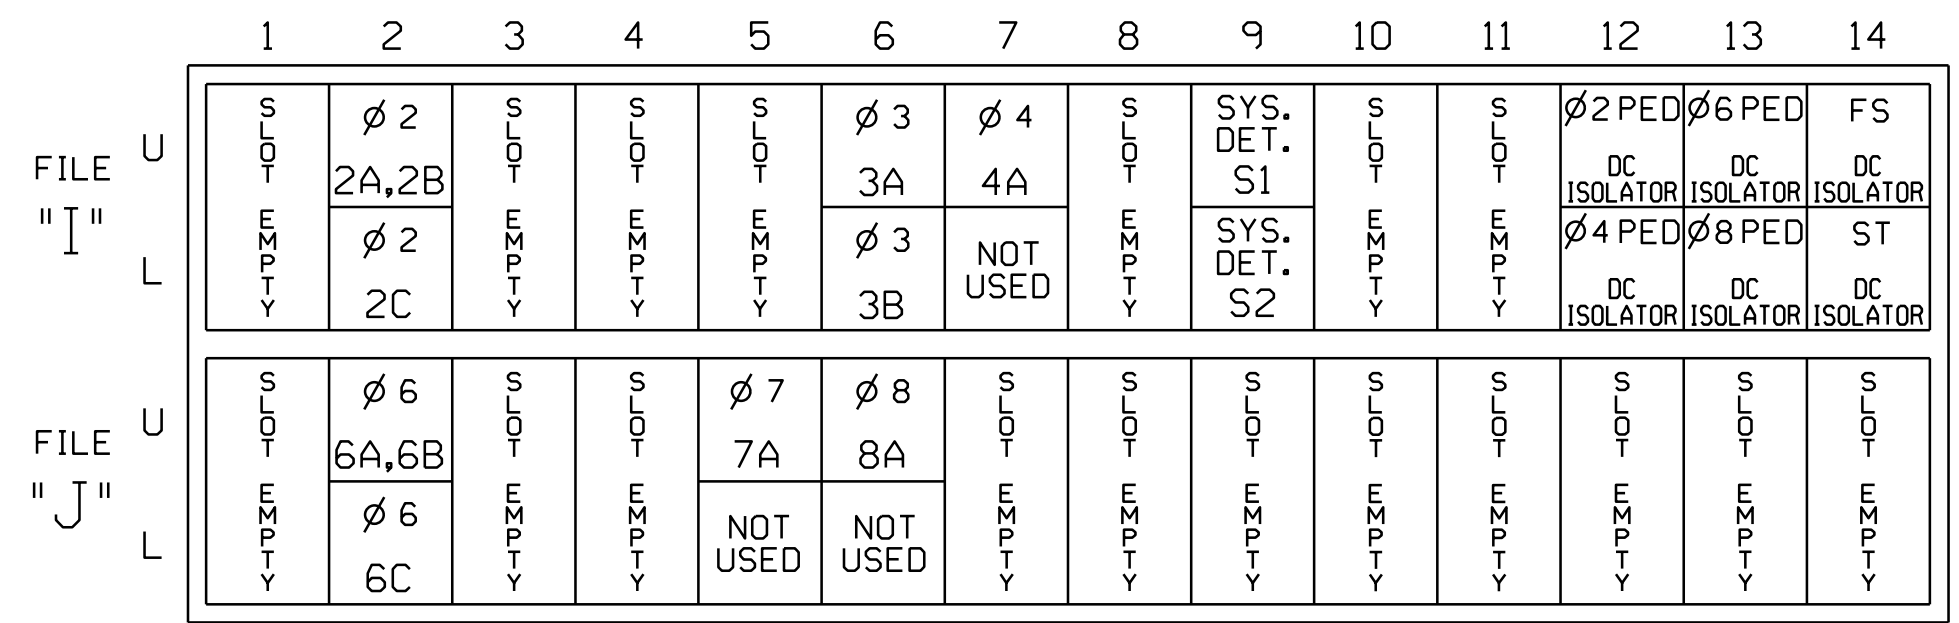 1 2 3 4 5 6 7 8 9 10 11 12 13 14
FILE "I"
U
L
SLOT EMPTY
Ø 2
2A,2B
Ø 2
2C
SLOT EMPTY
SLOT EMPTY
SLOT EMPTY
Ø 3
3A
Ø 3
3B
Ø 4
4A
NOT
USED
SLOT EMPTY
SYS.
DET.
S1
SYS.
DET.
S2
SLOT EMPTY
SLOT EMPTY
Ø2 PED
DC
ISOLATOR
Ø4 PED
DC
ISOLATOR
Ø6 PED
DC
ISOLATOR
Ø8 PED
DC
ISOLATOR
FS
DC
ISOLATOR
ST
DC
ISOLATOR
FILE
"J"
U
L
SLOT EMPTY
Ø 6
6A,6B
Ø 6
6C
SLOT EMPTY
SLOT EMPTY
Ø 7
7A
NOT
USED
Ø 8
8A
NOT
USED
SLOT EMPTY
SLOT EMPTY
SLOT EMPTY
SLOT EMPTY
SLOT EMPTY
SLOT EMPTY
SLOT EMPTY
SLOT EMPTY